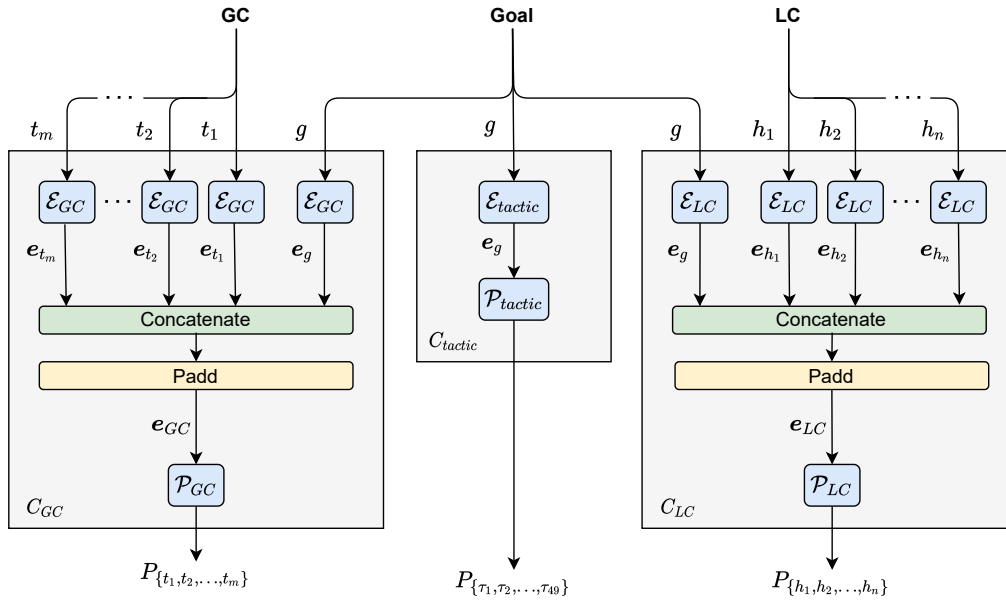 GC Goal LC
· · · · · ·
t_m t_2 t_1 g g g h_1 h_2 h_n
ℰ_GC · · · ℰ_GC ℰ_GC ℰ_GC ℰ_tactic ℰ_LC ℰ_LC ℰ_LC · · · ℰ_LC
e_{t_m} e_{t_2} e_{t_1} e_g e_g e_g e_{h_1} e_{h_2} e_{h_n}
𝒫_tactic
Concatenate Concatenate
C_tactic
Padd Padd
e_GC e_LC
𝒫_GC 𝒫_LC
C_GC C_LC
P_{\{t_1,t_2,...,t_m\}} P_{\{τ_1,τ_2,...,τ_49\}} P_{\{h_1,h_2,...,h_n\}}